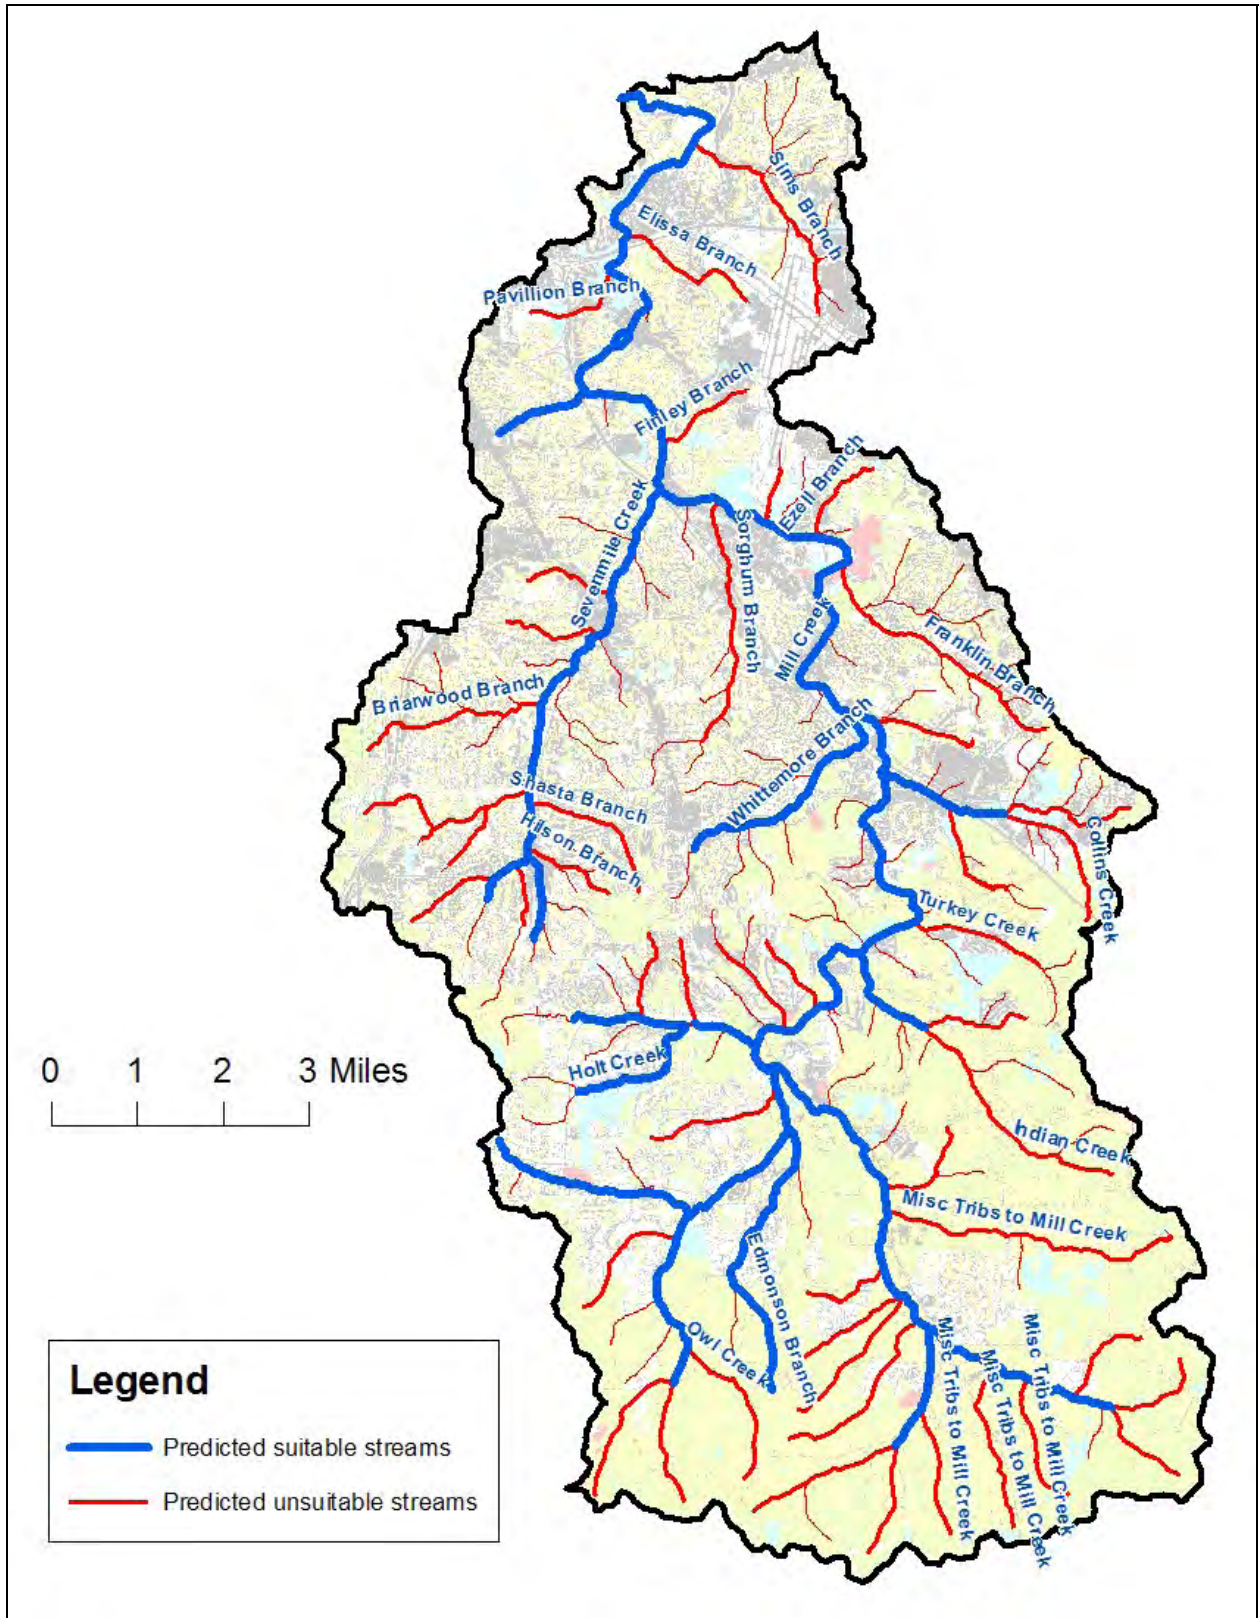 Sims Branch
Elissa Branch
Pavillion Branch
Finley Branch
Ezell Branch
Sevenmile Creek
Sorghum Branch
Mill Creek
Franklin Branch
Briarwood Branch
Whittemore Branch
Shasta Branch
Hilson Branch
Collins Creek
Turkey Creek
0 1 2 3 Miles
Holt Creek
Indian Creek
Misc Tribs to Mill Creek
Edmonson Branch
Owl Creek
Misc Tribs to Mill Creek
Misc Tribs to Mill Creek
Misc Tribs to Mill Creek
Legend
Predicted suitable streams
Predicted unsuitable streams